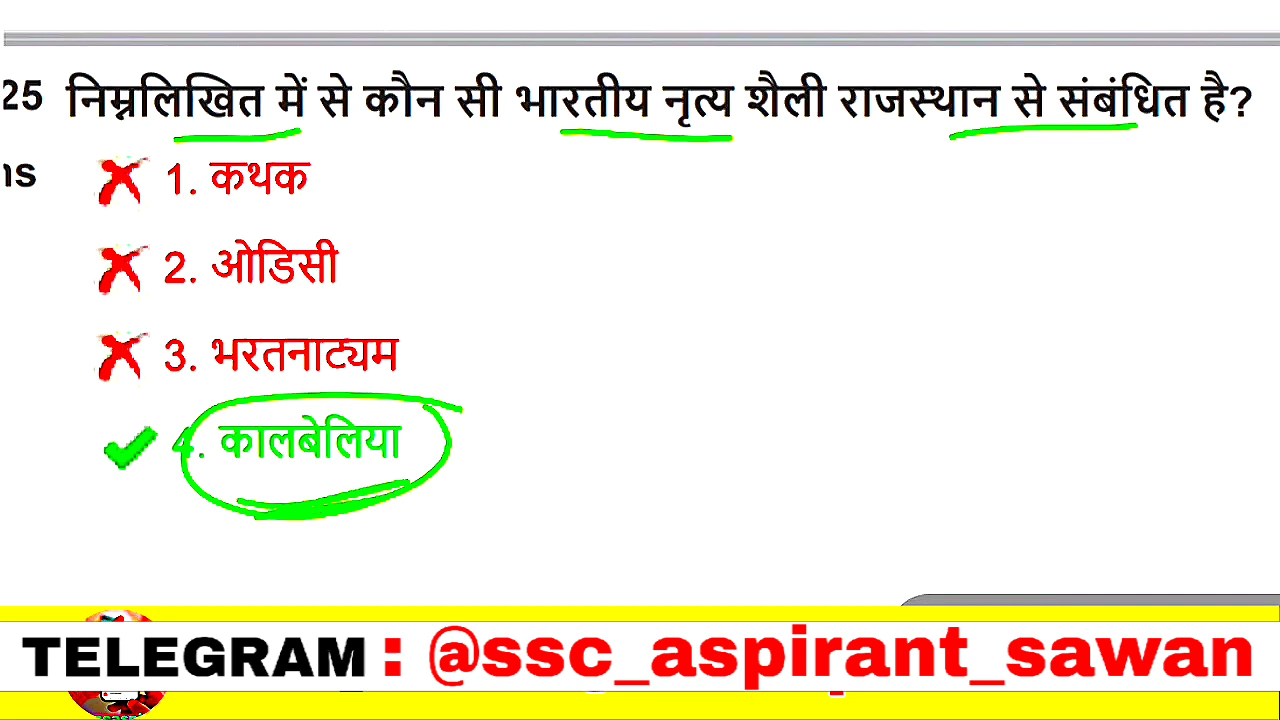 25 निम्नलिखित में से कौन सी भारतीय नृत्य शैली राजस्थान से संबंधित है?
ns 1. कथक
2. ओडिसी
3. भरतनाट्यम
4. कालबेलिया
TELEGRAM : @ssc_aspirant_sawan